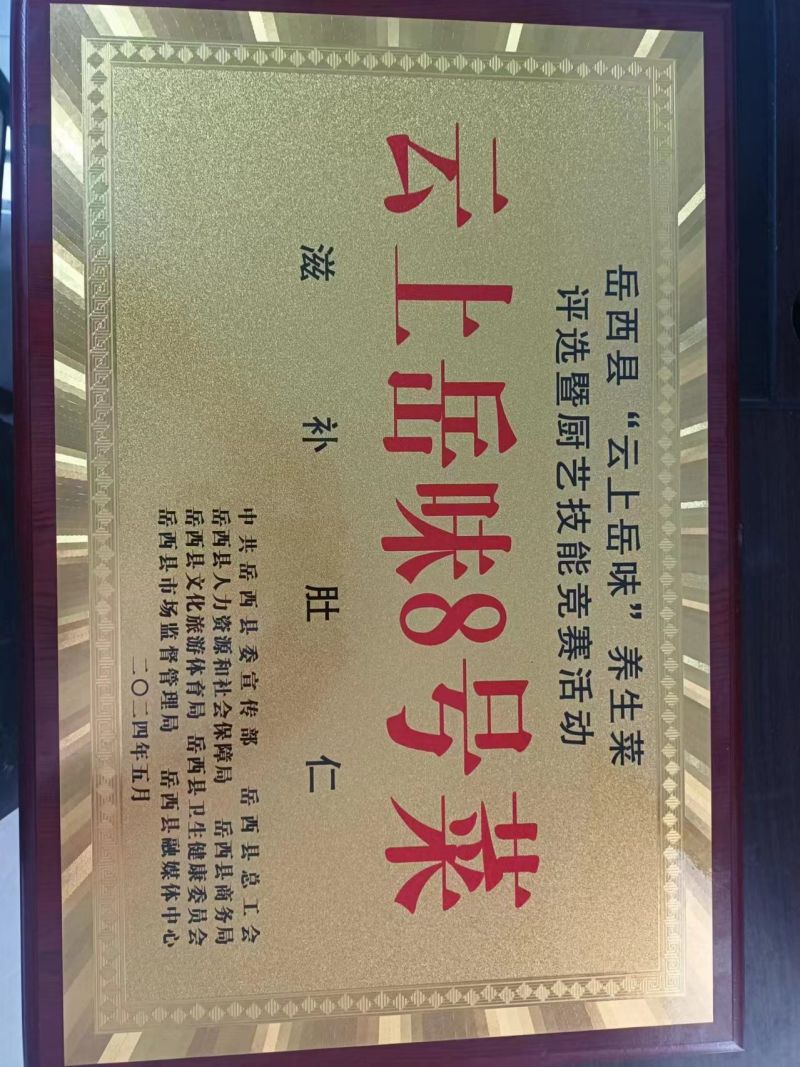 岳西县“云上岳味”养生菜
评选暨厨艺技能竞赛活动
云上岳味8号菜
滋补肚仁
中共岳西县委宣传部 岳西县总工会
岳西县人力资源和社会保障局 岳西县商务局
岳西县文化旅游体育局 岳西县卫生健康委员会
岳西县市场监督管理局 岳西县融媒体中心
二〇二四年五月